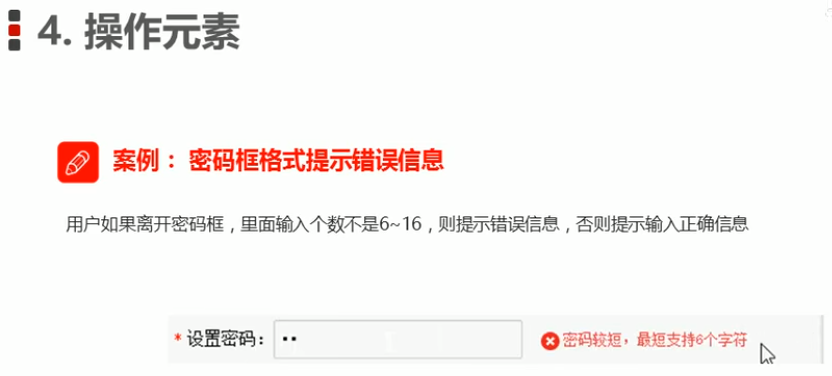 4. 操作元素
案例： 密码框格式提示错误信息
用户如果离开密码框，里面输入个数不是6~16，则提示错误信息，否则提示输入正确信息
* 设置密码： •• 密码较短，最短支持6个字符